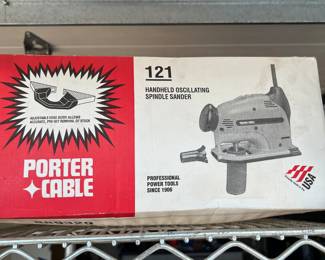 121
HANDHELD OSCILLATING
SPINDLE SANDER
ADJUSTABLE EDGE GUIDE ALLOWS
ACCURATE, PRE-SET REMOVAL OF STOCK
PORTER
CABLE
PROFESSIONAL
POWER TOOLS
SINCE 1906
USA